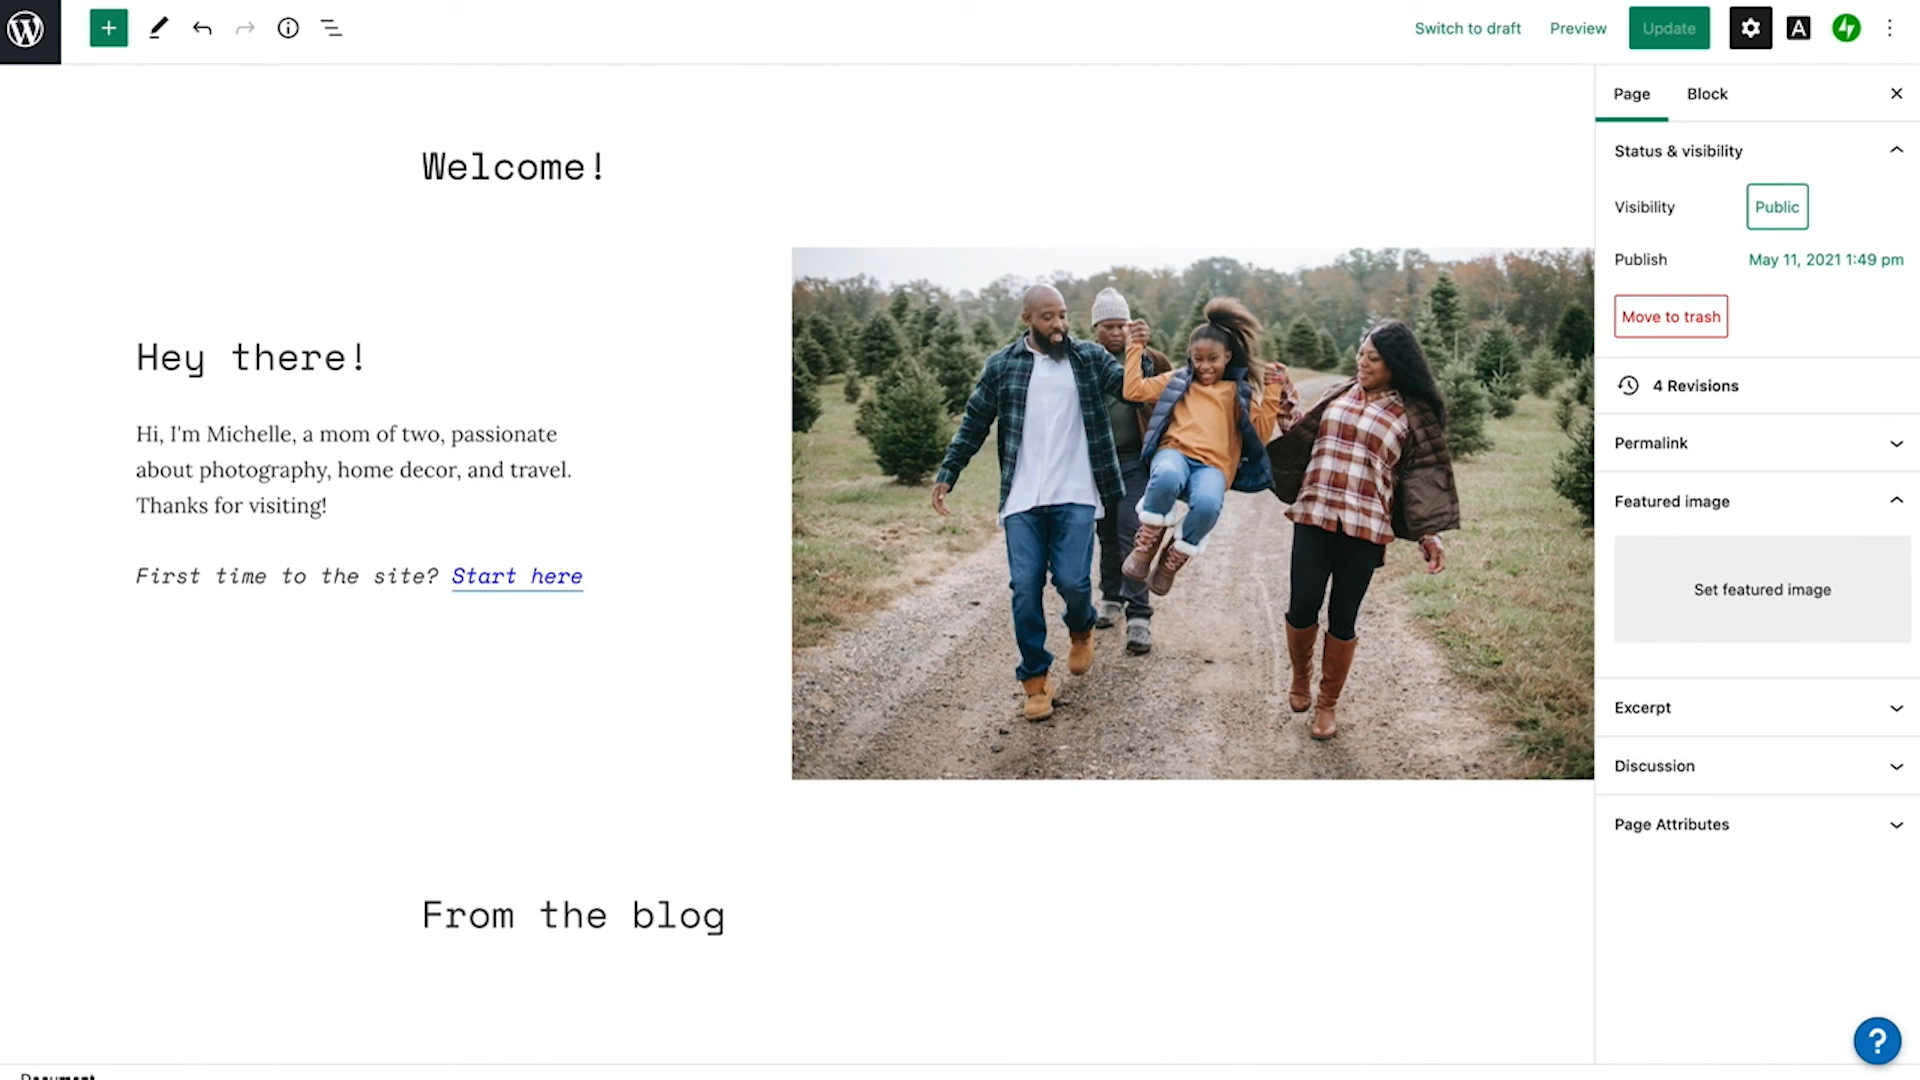 Switch to draft
Preview
Update
A
Page
Block
Status & visibility
Visibility
Public
Publish
May 11, 2021 1:49 pm
Move to trash
4 Revisions
Permalink
Featured image
Set featured image
Excerpt
Discussion
Page Attributes
Welcome!
Hey there!
Hi, I'm Michelle, a mom of two, passionate
about photography, home decor, and travel.
Thanks for visiting!
First time to the site? Start here
From the blog
?
Document